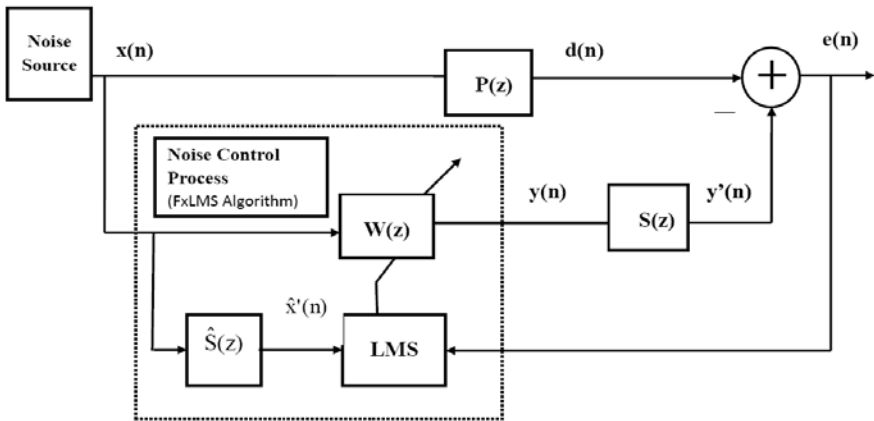 Noise
Source
x(n)
P(z)
d(n)
+
e(n)
—
Noise Control
Process
(FxLMS Algorithm)
W(z)
y(n)
S(z)
y’(n)
Ŝ(z)
x̂'(n)
LMS